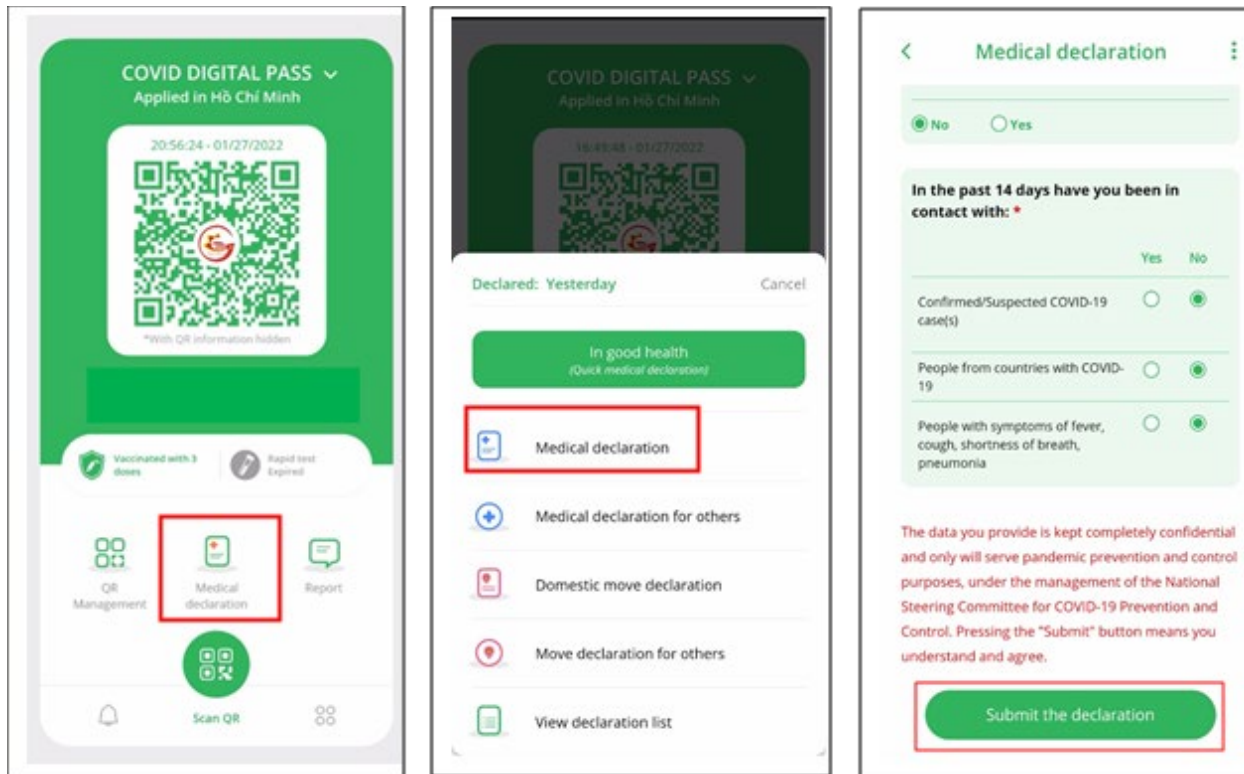 COVID DIGITAL PASS
Applied in Hồ Chí Minh
20:56:24 - 01/27/2022
*With QR information hidden
Vaccinated with 3
doses
Rapid test
Expired
QR
Management
Medical
declaration
Report
Scan QR
COVID DIGITAL PASS
Applied in Hồ Chí Minh
16:49:48 - 01/27/2022
Declared: Yesterday
Cancel
In good health
(Quick medical declaration)
Medical declaration
Medical declaration for others
Domestic move declaration
Move declaration for others
View declaration list
Medical declaration
No
Yes
In the past 14 days have you been in
contact with: *
Yes No
Confirmed/Suspected COVID-19
case(s)
People from countries with COVID-
19
People with symptoms of fever,
cough, shortness of breath,
pneumonia
The data you provide is kept completely confidential
and only will serve pandemic prevention and control
purposes, under the management of the National
Steering Committee for COVID-19 Prevention and
Control. Pressing the "Submit" button means you
understand and agree.
Submit the declaration